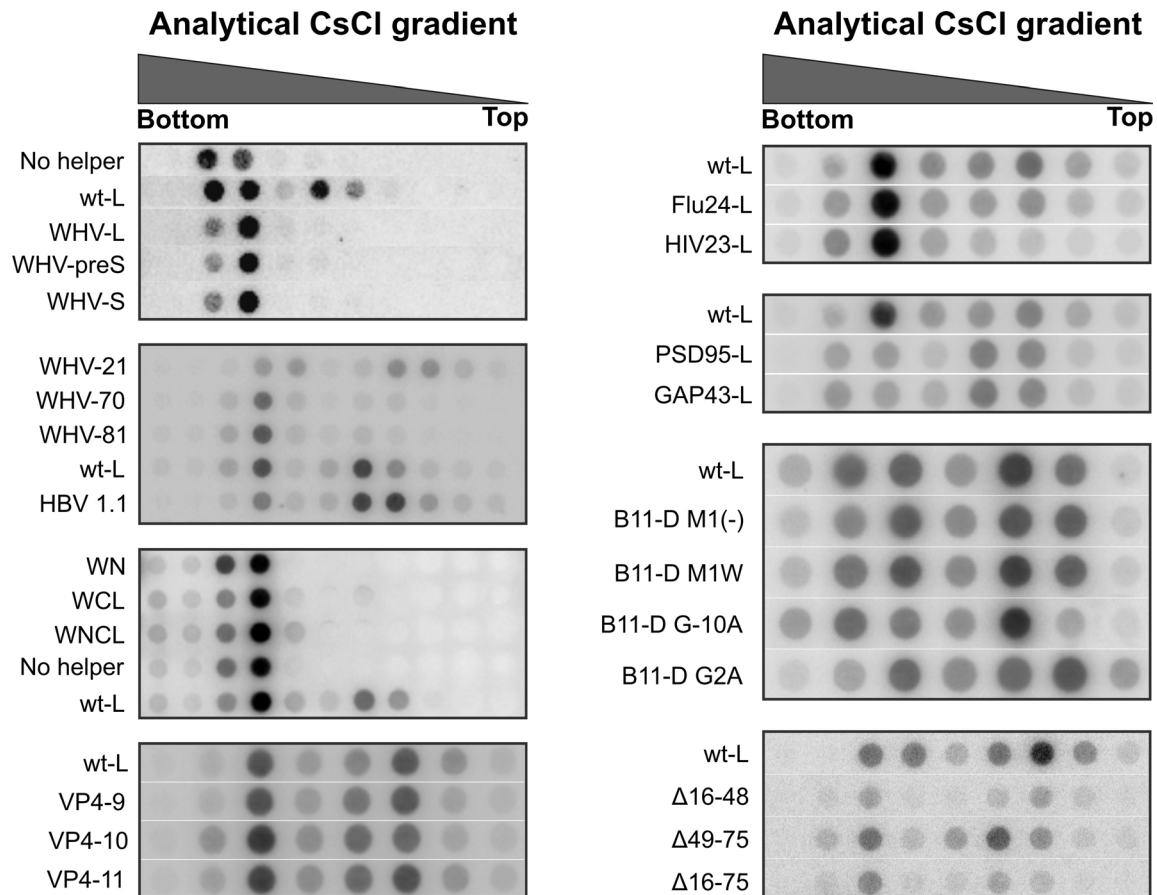 Analytical CsCl gradient
Bottom
Top
No helper
wt-L
WHV-L
WHV-preS
WHV-S
WHV-21
WHV-70
WHV-81
wt-L
HBV 1.1
WN
WCL
WNCL
No helper
wt-L
wt-L
VP4-9
VP4-10
VP4-11
Analytical CsCl gradient
Bottom
Top
wt-L
Flu24-L
HIV23-L
wt-L
PSD95-L
GAP43-L
wt-L
B11-D M1(-)
B11-D M1W
B11-D G-10A
B11-D G2A
wt-L
Δ16-48
Δ49-75
Δ16-75